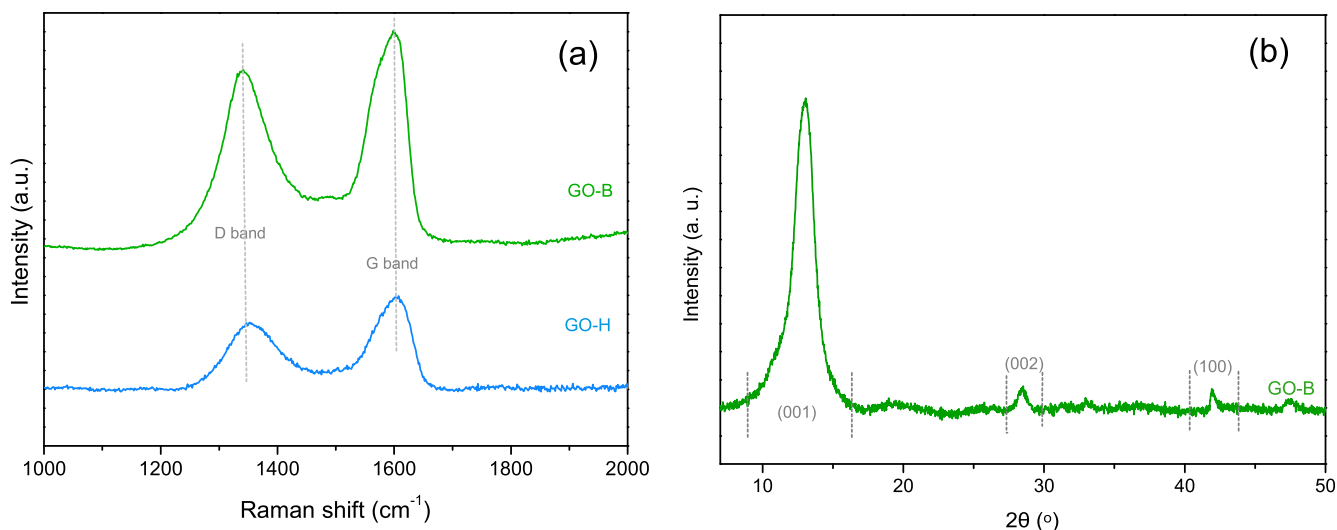 (a)
GO-B
D band
G band
GO-H
Intensity (a.u.)
1000 1200 1400 1600 1800 2000
Raman shift (cm⁻¹)
(b)
(002)
(100)
GO-B
(001)
Intensity (a. u.)
10 20 30 40 50
2θ (°)